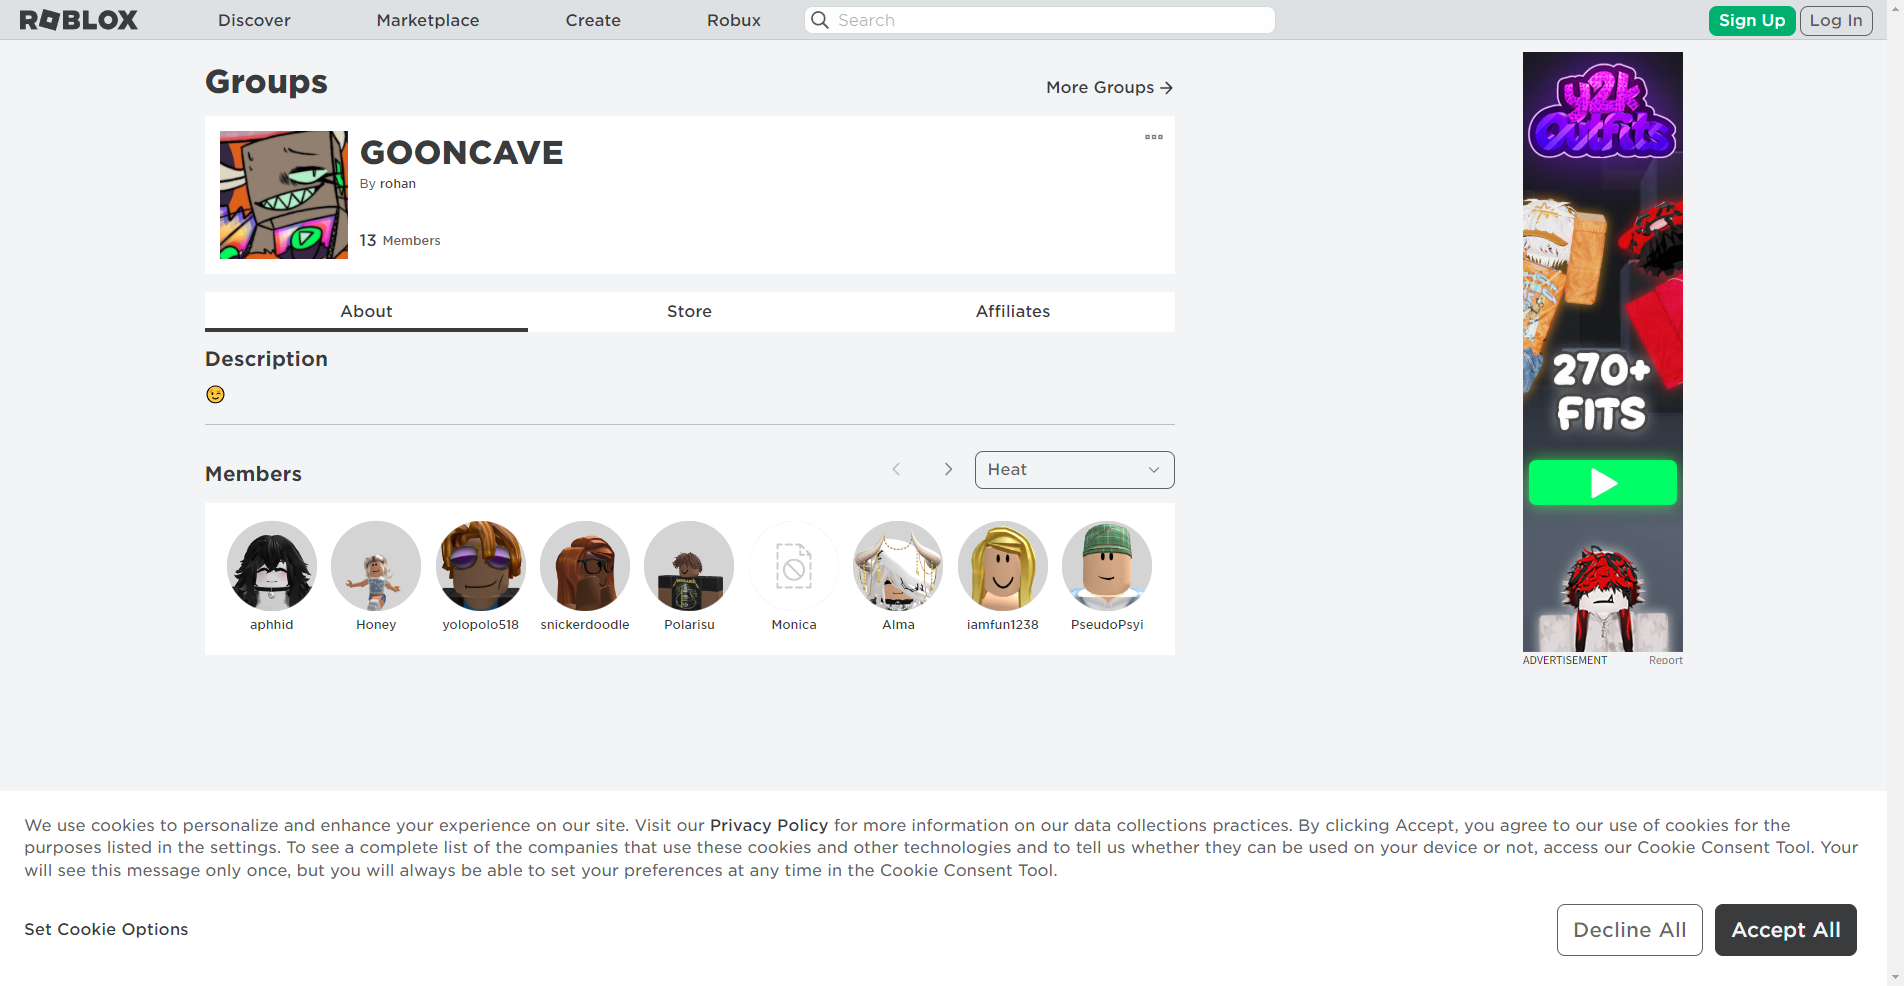 ROBLOX Discover Marketplace Create Robux Search Sign Up Log In
Groups
More Groups
GOONCAVE
By rohan
13 Members
About Store Affiliates
Description
Members
Heat
aphhid Honey yolopolo518 snickerdoodle Polarisu Monica Alma iamfun1238 PseudoPsyi
y2k
Outfits
270+
FITS
ADVERTISEMENT Report
We use cookies to personalize and enhance your experience on our site. Visit our Privacy Policy for more information on our data collections practices. By clicking Accept, you agree to our use of cookies for the
purposes listed in the settings. To see a complete list of the companies that use these cookies and other technologies and to tell us whether they can be used on your device or not, access our Cookie Consent Tool. Your
will see this message only once, but you will always be able to set your preferences at any time in the Cookie Consent Tool.
Set Cookie Options
Decline All Accept All